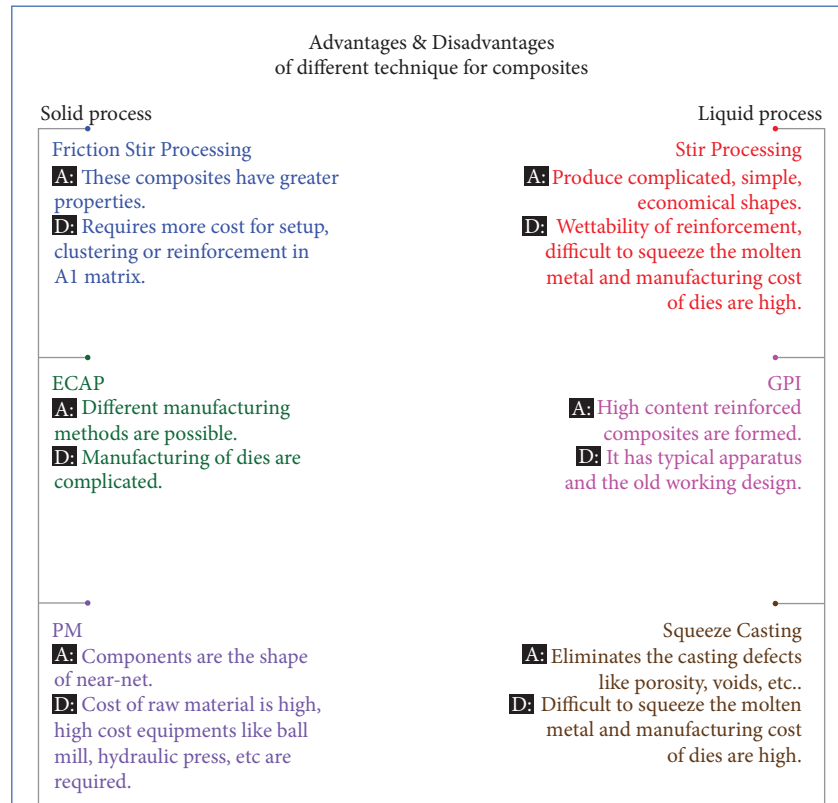 Advantages & Disadvantages
of different technique for composites
Solid process
Friction Stir Processing
A: These composites have greater
properties.
D: Requires more cost for setup,
clustering or reinforcement in
A1 matrix.
ECAP
A: Different manufacturing
methods are possible.
D: Manufacturing of dies are
complicated.
PM
A: Components are the shape
of near-net.
D: Cost of raw material is high,
high cost equipments like ball
mill, hydraulic press, etc are
required.
Liquid process
Stir Processing
A: Produce complicated, simple,
economical shapes.
D: Wettability of reinforcement,
difficult to squeeze the molten
metal and manufacturing cost
of dies are high.
GPI
A: High content reinforced
composites are formed.
D: It has typical apparatus
and the old working design.
Squeeze Casting
A: Eliminates the casting defects
like porosity, voids, etc..
D: Difficult to squeeze the molten
metal and manufacturing cost
of dies are high.